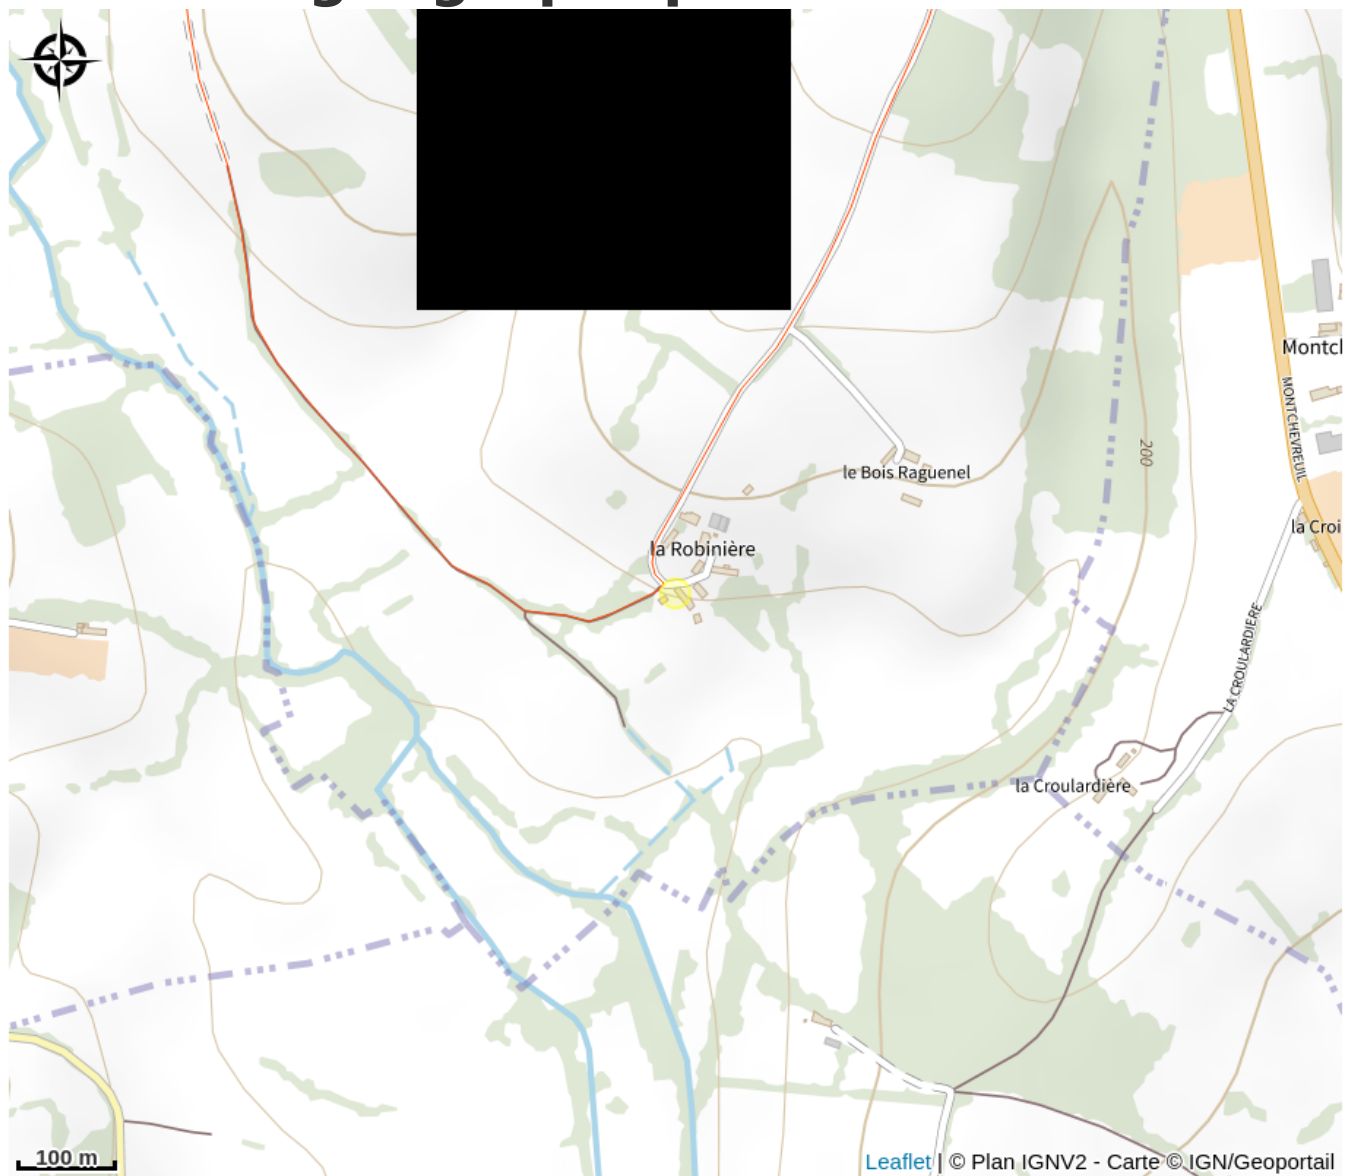 Montcl
MONTCHEVREUIL
200
le Bois Raguenel
la Croi
la Robinière
LA CROULARDIERE
la Croulardière
100 m
Leaflet | © Plan IGNV2 - Carte © IGN/Geoportail